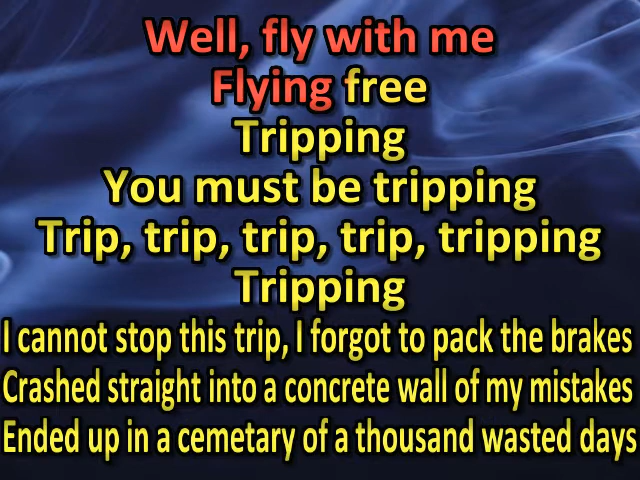 Well, fly with me
Flying free
Tripping
You must be tripping
Trip, trip, trip, trip, tripping
Tripping
I cannot stop this trip, I forgot to pack the brakes
Crashed straight into a concrete wall of my mistakes
Ended up in a cemetary of a thousand wasted days